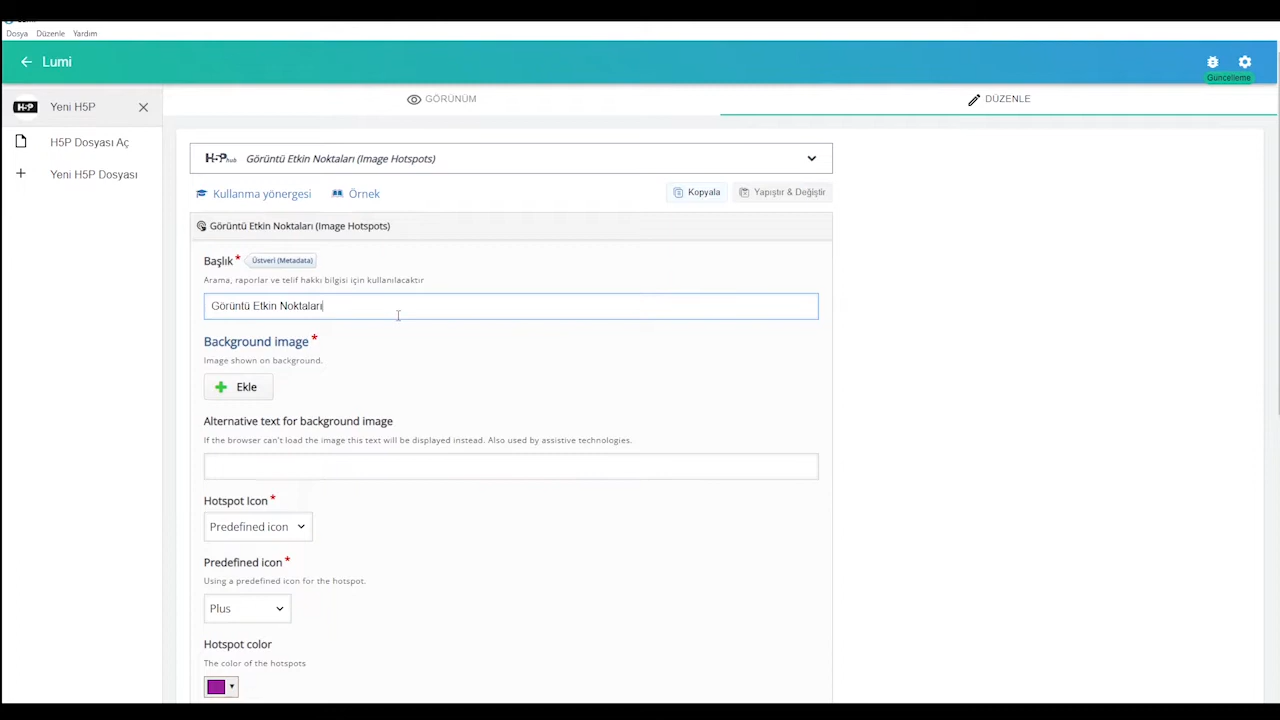 Dosya Düzenle Yardım
Lumi
Güncelleme
H-P Yeni H5P
GÖRÜNÜM
DÜZENLE
H5P Dosyası Aç
Yeni H5P Dosyası
H5P hub Görüntü Etkin Noktaları (Image Hotspots)
Kullanma yönergesi Örnek
Kopyala Yapıştır & Değiştir
Görüntü Etkin Noktaları (Image Hotspots)
Başlık * Üstveri (Metadata)
Arama, raporlar ve telif hakkı bilgisi için kullanılacaktır
Görüntü Etkin Noktaları
Background image *
Image shown on background.
Ekle
Alternative text for background image
If the browser can't load the image this text will be displayed instead. Also used by assistive technologies.
Hotspot Icon *
Predefined icon
Predefined icon *
Using a predefined icon for the hotspot.
Plus
Hotspot color
The color of the hotspots